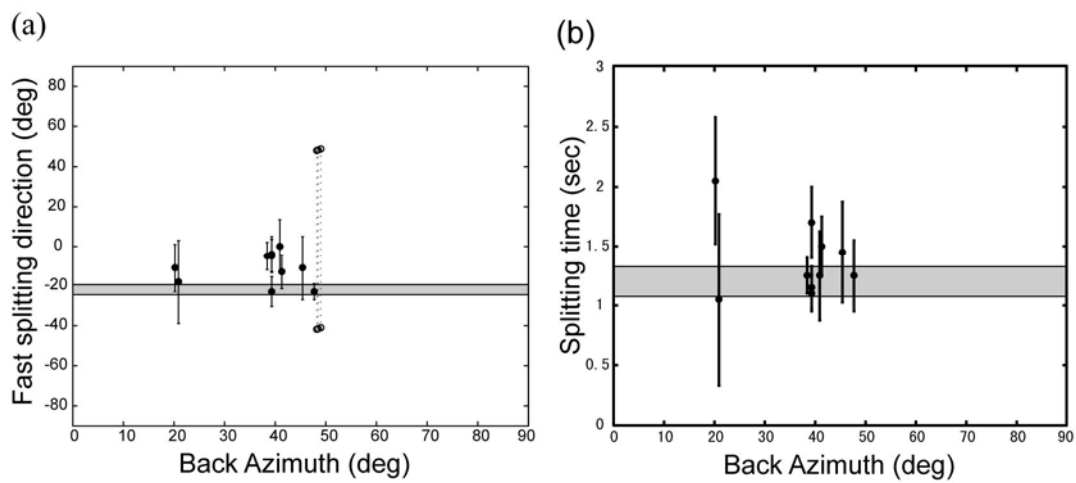 (a)
Fast splitting direction (deg)
80
60
40
20
0
-20
-40
-60
-80
0 10 20 30 40 50 60 70 80 90
Back Azimuth (deg)
(b)
Splitting time (sec)
3
2.5
2
1.5
1
0.5
0
0 10 20 30 40 50 60 70 80 90
Back Azimuth (deg)